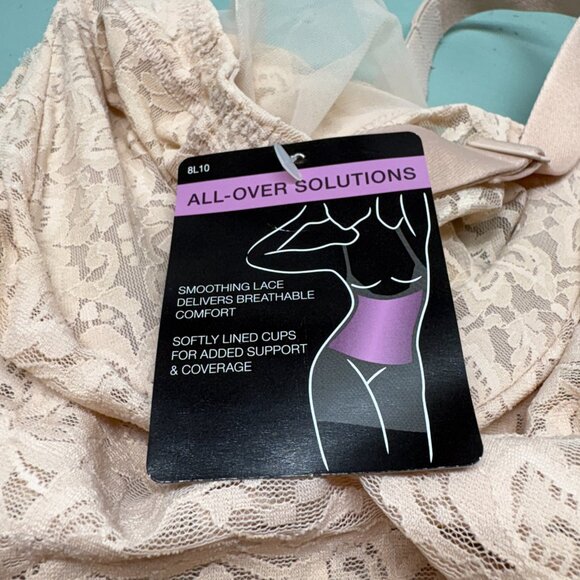 8L10
ALL-OVER SOLUTIONS
SMOOTHING LACE
DELIVERS BREATHABLE
COMFORT
SOFTLY LINED CUPS
FOR ADDED SUPPORT
& COVERAGE